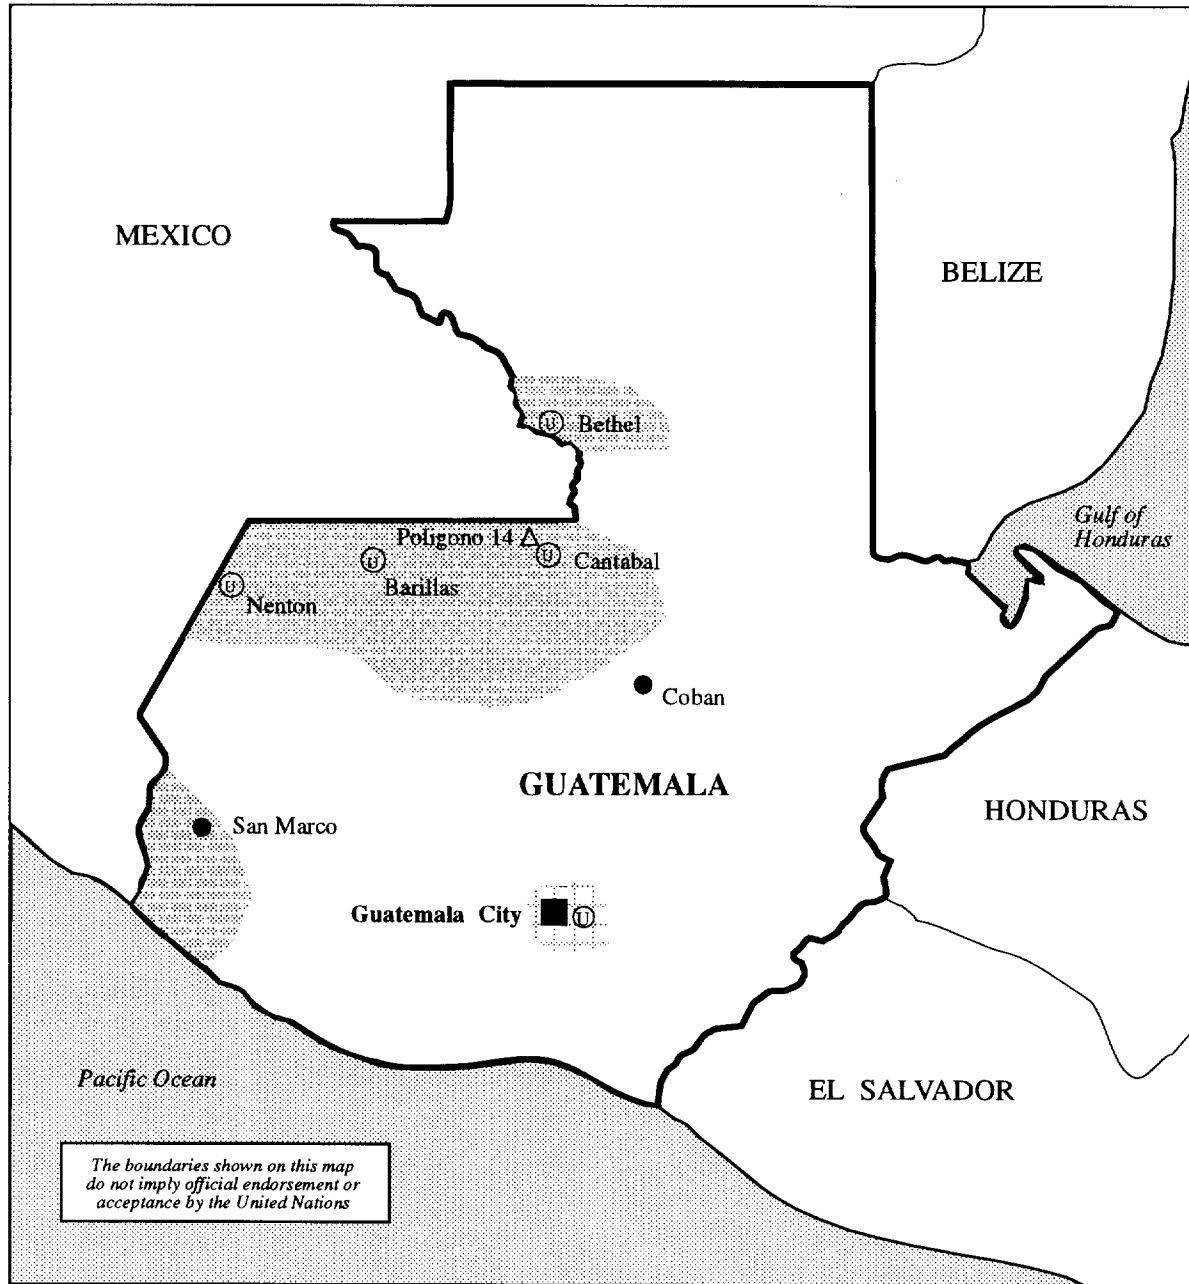 MEXICO
BELIZE
U Bethel
Gulf of
Honduras
Poligono 14
U Cantabal
U Barillas
U Nenton
Coban
GUATEMALA
HONDURAS
San Marco
Guatemala City U
Pacific Ocean
EL SALVADOR
The boundaries shown on this map
do not imply official endorsement or
acceptance by the United Nations